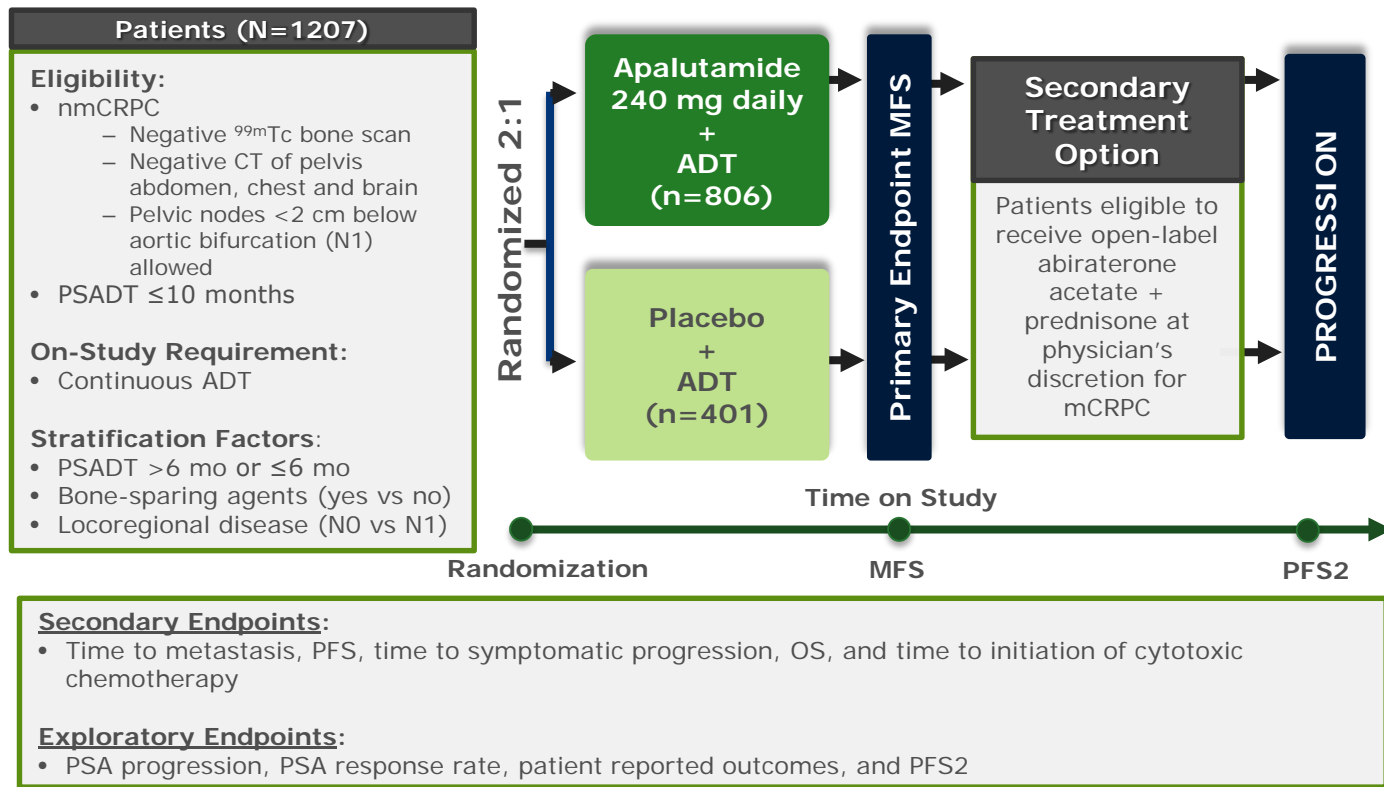 Patients (N=1207)
Eligibility:
• nmCRPC
– Negative 99mTc bone scan
– Negative CT of pelvis
abdomen, chest and brain
– Pelvic nodes <2 cm below
aortic bifurcation (N1)
allowed
• PSADT ≤10 months
On-Study Requirement:
• Continuous ADT
Stratification Factors:
• PSADT >6 mo or ≤6 mo
• Bone-sparing agents (yes vs no)
• Locoregional disease (N0 vs N1)
Randomized 2:1
Apalutamide
240 mg daily
+
ADT
(n=806)
Placebo
+
ADT
(n=401)
Primary Endpoint MFS
Secondary
Treatment
Option
Patients eligible to
receive open-label
abiraterone
acetate +
prednisone at
physician's
discretion for
mCRPC
PROGRESSION
Time on Study
Randomization
MFS
PFS2
Secondary Endpoints:
• Time to metastasis, PFS, time to symptomatic progression, OS, and time to initiation of cytotoxic
chemotherapy
Exploratory Endpoints:
• PSA progression, PSA response rate, patient reported outcomes, and PFS2